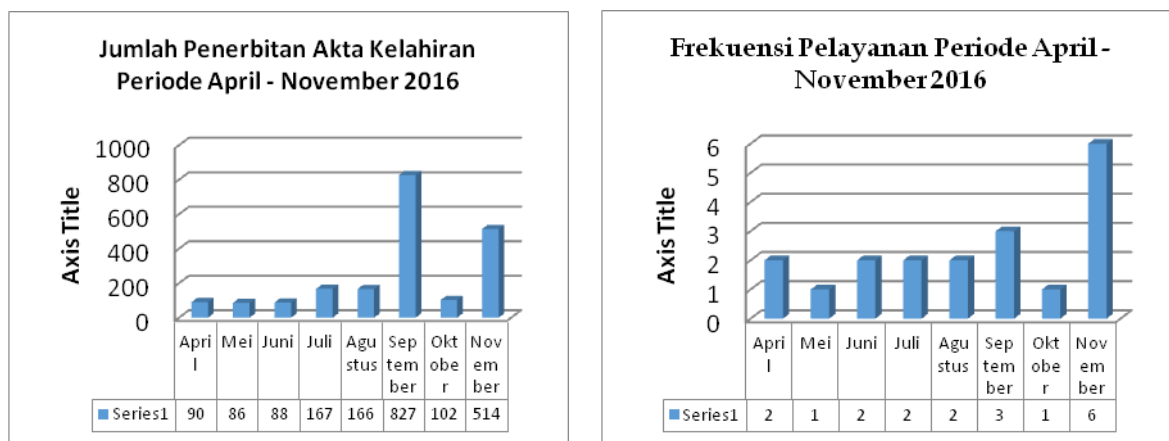 Jumlah Penerbitan Akta Kelahiran
Periode April - November 2016
Axis Title
1000
800
600
400
200
0
Apri Mei Juni Juli Agu Sep Okt Nov
l stus tem obe em
ber r ber
Series1 90 86 88 167 166 827 102 514
Frekuensi Pelayanan Periode April -
November 2016
Axis Title
6
5
4
3
2
1
0
Apri Mei Juni Juli Agu Sep Okt Nov
l stus tem obe em
ber r ber
Series1 2 1 2 2 2 3 1 6